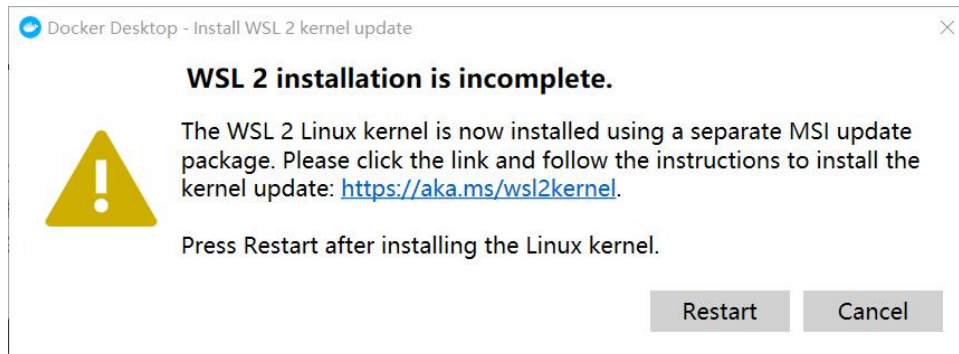 Docker Desktop - Install WSL 2 kernel update
WSL 2 installation is incomplete.
The WSL 2 Linux kernel is now installed using a separate MSI update
package. Please click the link and follow the instructions to install the
kernel update: https://aka.ms/wsl2kernel.
Press Restart after installing the Linux kernel.
Restart Cancel